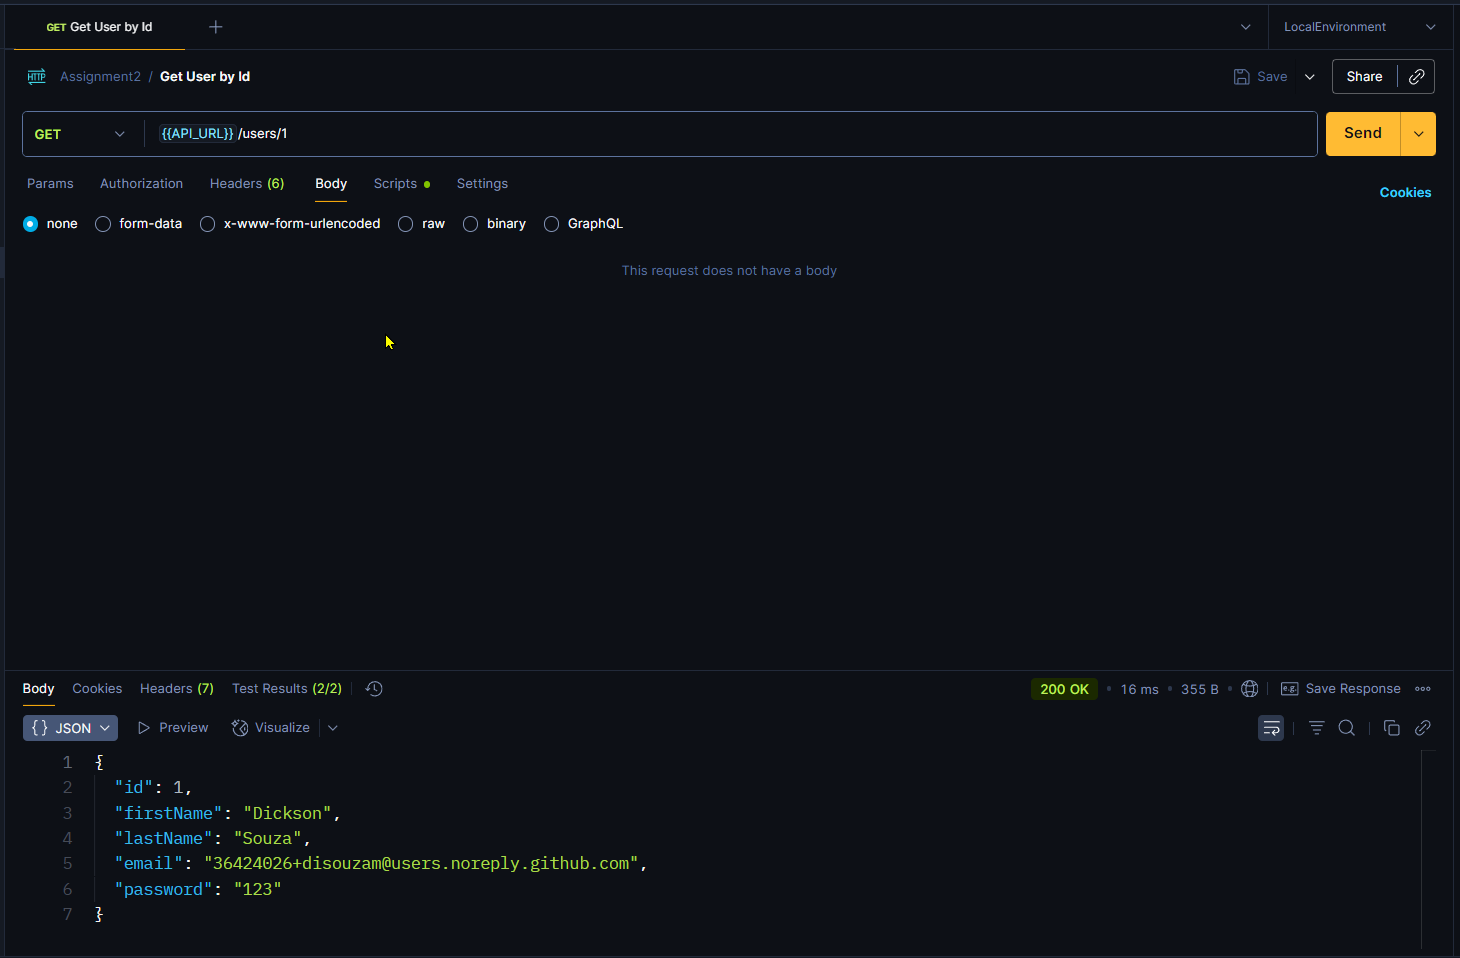 GET Get User by Id
LocalEnvironment
HTTP Assignment2 / Get User by Id
Save
Share
GET
{{API_URL}}/users/1
Send
Params Authorization Headers (6) Body Scripts Settings
Cookies
none form-data x-www-form-urlencoded raw binary GraphQL
This request does not have a body
Body Cookies Headers (7) Test Results (2/2)
200 OK • 16 ms • 355 B •
e.g. Save Response
{} JSON Preview Visualize
1 {
2 "id": 1,
3 "firstName": "Dickson",
4 "lastName": "Souza",
5 "email": "36424026+disouzam@users.noreply.github.com",
6 "password": "123"
7 }